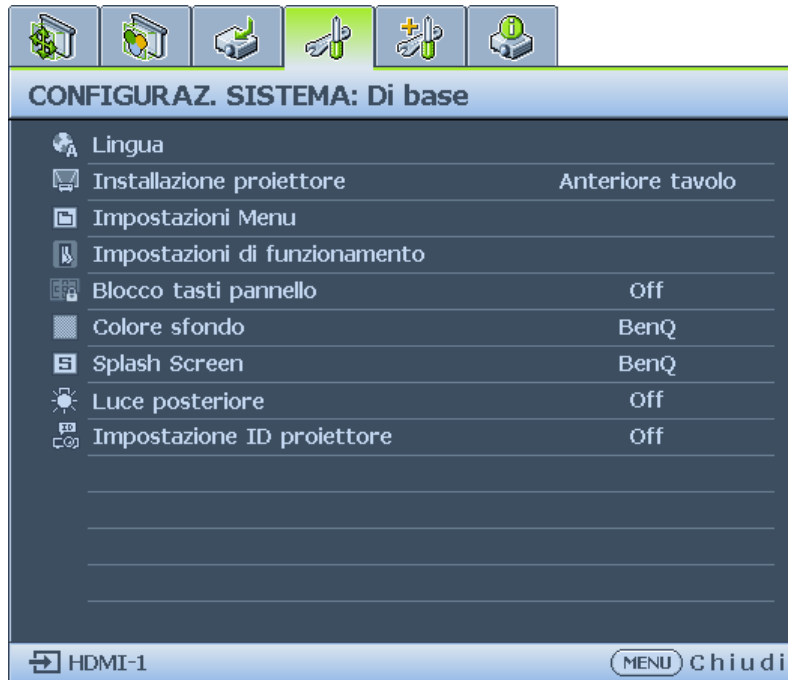 CONFIGURAZ. SISTEMA: Di base
Lingua
Installazione proiettore Anteriore tavolo
Impostazioni Menu
Impostazioni di funzionamento
Blocco tasti pannello Off
Colore sfondo BenQ
Splash Screen BenQ
Luce posteriore Off
Impostazione ID proiettore Off
HDMI-1 MENU Chiudi